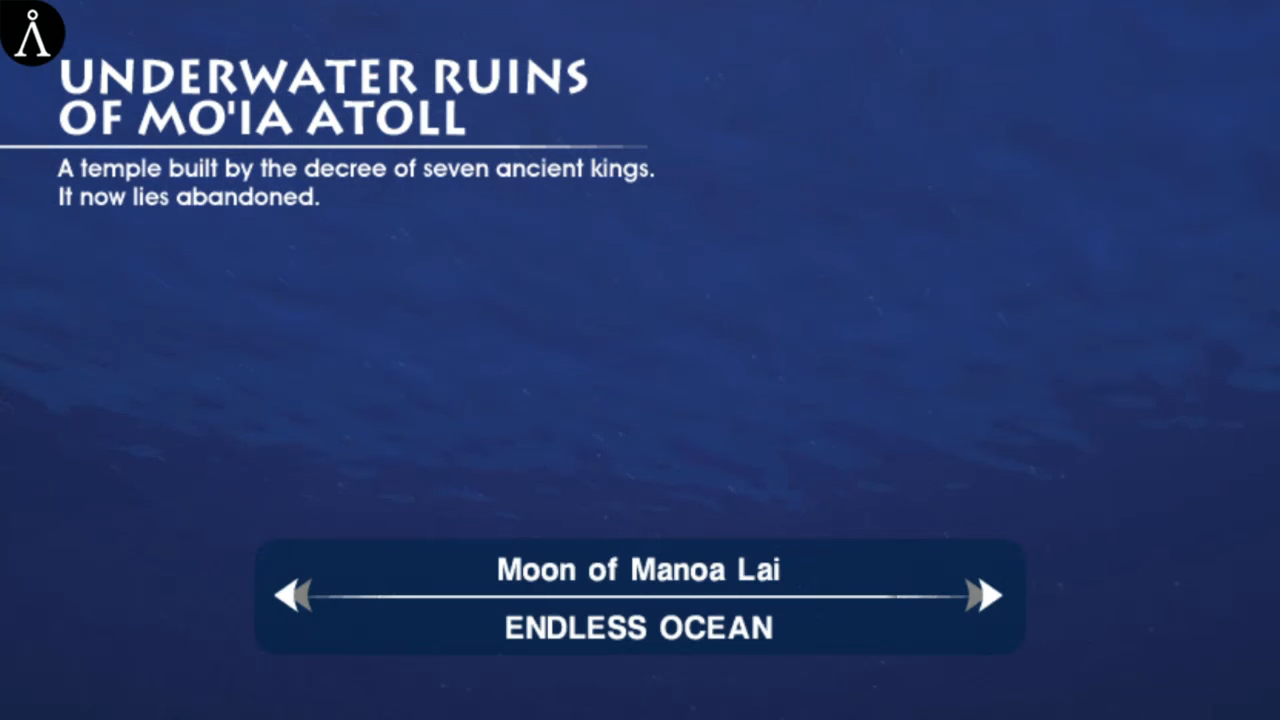 UNDERWATER RUINS
OF MO'IA ATOLL
A temple built by the decree of seven ancient kings.
It now lies abandoned.
Moon of Manoa Lai
ENDLESS OCEAN